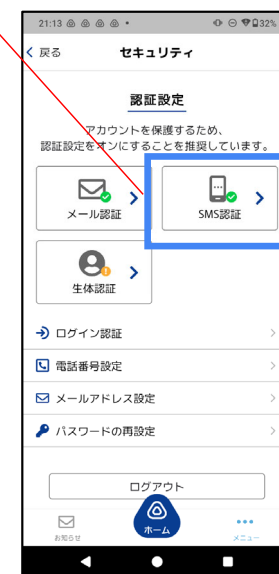 21:13
32%
戻る
セキュリティ
認証設定
アカウントを保護するため、
認証設定をオンにすることを推奨しています。
メール認証
SMS認証
生体認証
ログイン認証
電話番号設定
メールアドレス設定
パスワードの再設定
ログアウト
お知らせ
ホーム
メニュー